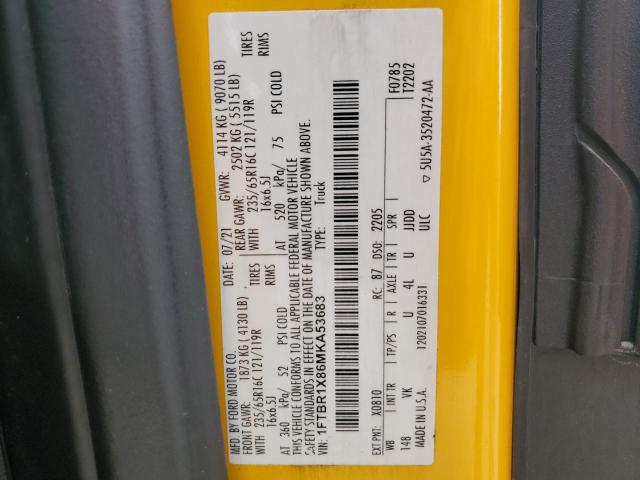 MFD. BY FORD MOTOR CO.
DATE: 07/21 GVWR: 4114 KG ( 9070 LB)
FRONT GAWR: 1873 KG ( 4130 LB) REAR GAWR: 2502 KG ( 5515 LB)
WITH 235/65R16C 121/119R TIRES WITH 235/65R16C 121/119R TIRES
16x6.5J RIMS 16x6.5J RIMS
AT 360 kPa/ 52 PSI COLD AT 520 kPa/ 75 PSI COLD
THIS VEHICLE CONFORMS TO ALL APPLICABLE FEDERAL MOTOR VEHICLE
SAFETY STANDARDS IN EFFECT ON THE DATE OF MANUFACTURE SHOWN ABOVE.
VIN: 1FTBR1X86MKA53683 TYPE: Truck
F0785
T2202
EXT.PNT: X0810 RC: 87 DSO: 2205
WB INT TR TP/PS R AXLE TR SPR
148 VK U 4L U JJDD
MADE IN U.S.A. 1202107016331 ULC ▽ 5U5A-3520472-AA